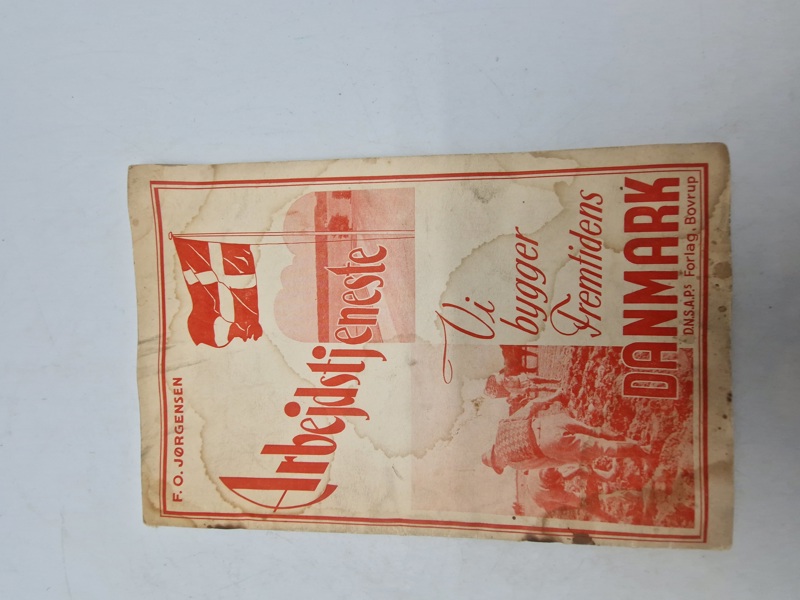 F. O. JØRGENSEN
Arbejdstjeneste
Vi
bygger
Fremtidens
DANMARK
D.N.S.A.P.s Forlag, Bovrup